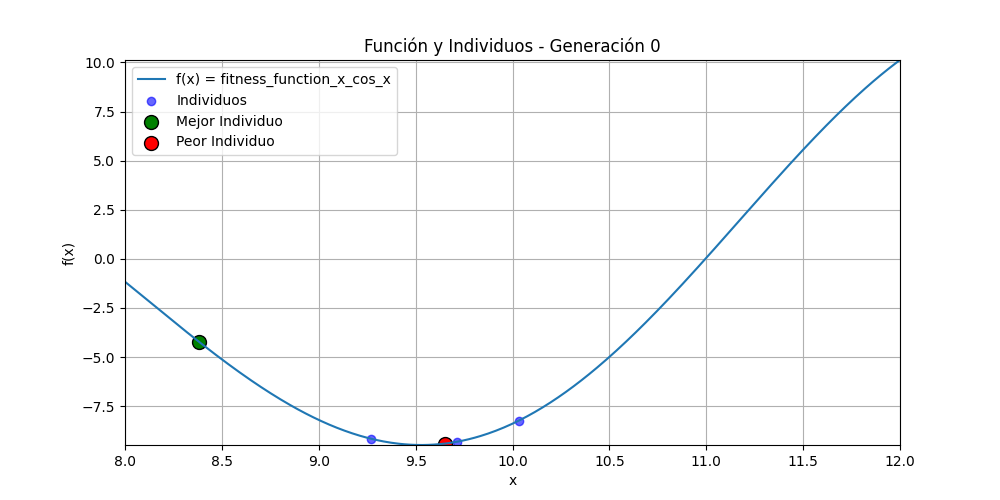 Función y Individuos - Generación 0
f(x) = fitness_function_x_cos_x
Individuos
Mejor Individuo
Peor Individuo
f(x)
10.0
7.5
5.0
2.5
0.0
−2.5
−5.0
−7.5
8.0 8.5 9.0 9.5 10.0 10.5 11.0 11.5 12.0
x